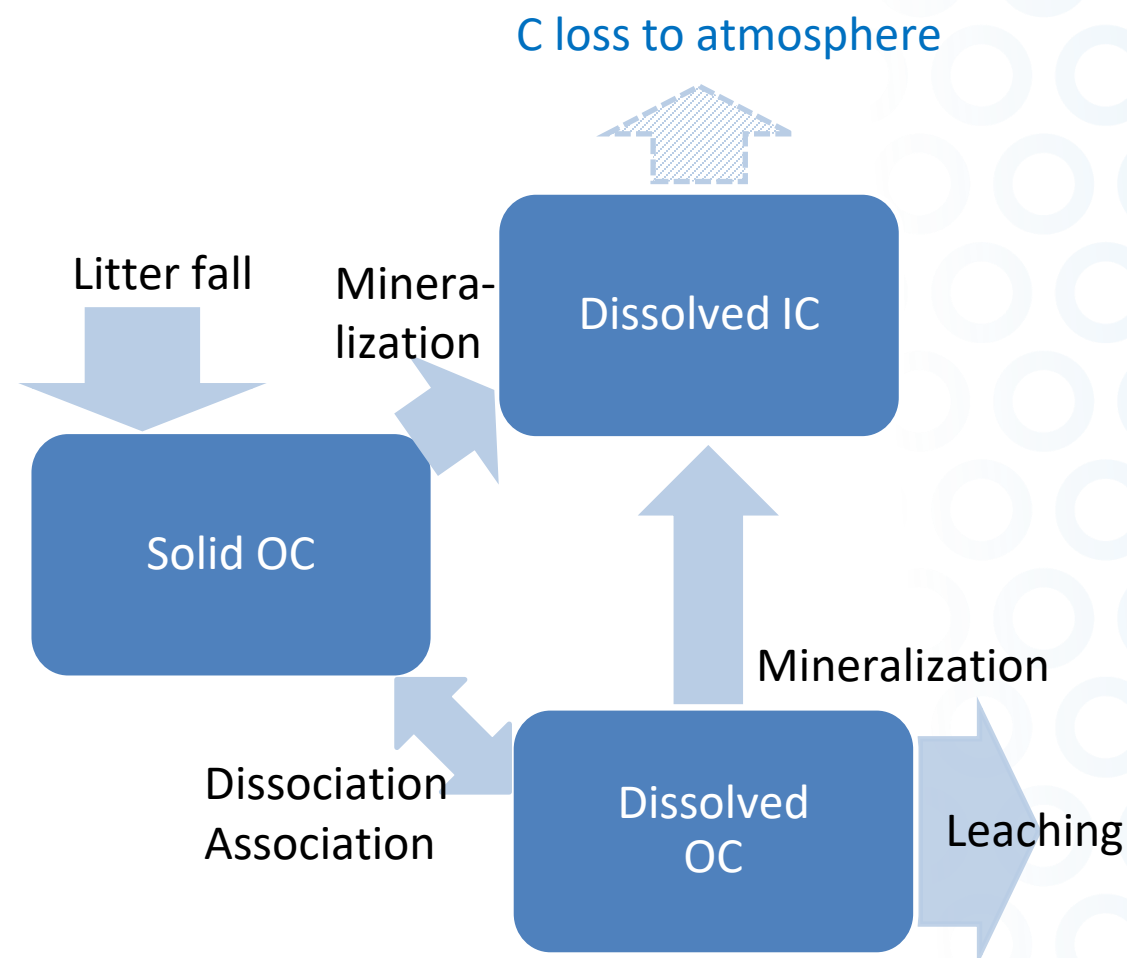 C loss to atmosphere
Litter fall
Minera-
lization
Dissolved IC
Solid OC
Mineralization
Dissociation
Association
Dissolved
OC
Leaching